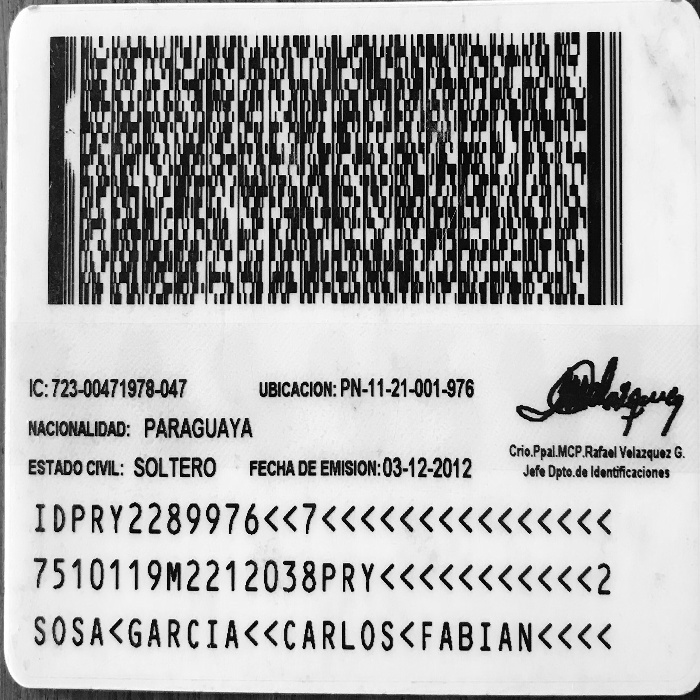 IC: 723-00471978-047 UBICACION: PN-11-21-001-976
NACIONALIDAD: PARAGUAYA
ESTADO CIVIL: SOLTERO FECHA DE EMISION: 03-12-2012
Crio.Ppal.MCP.Rafael Velazquez G.
Jefe Dpto.de Identificaciones
IDPRY2289976<<7<<<<<<<<<<<<<<<
7510119M2212038PRY<<<<<<<<<<<2
SOSA<GARCIA<<CARLOS<FABIAN<<<<